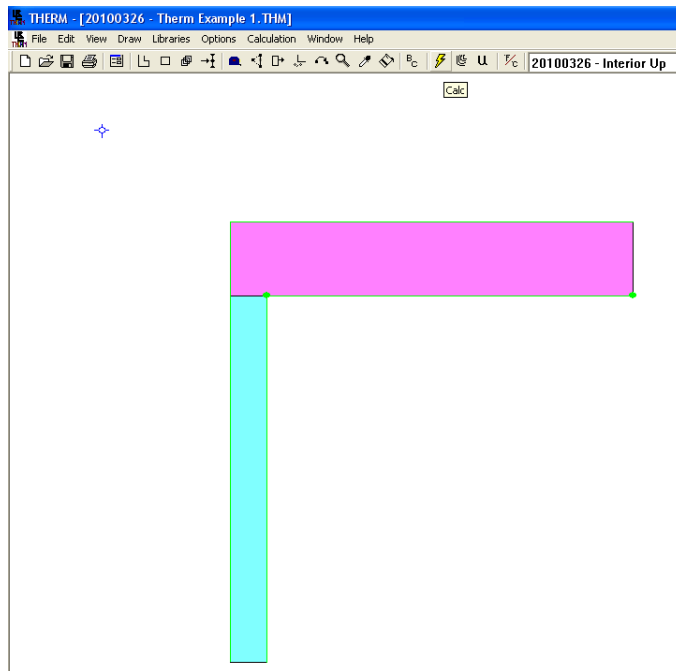 THERM - [20100326 - Therm Example 1.THM]
File Edit View Draw Libraries Options Calculation Window Help
BC U T/C 20100326 - Interior Up
Calc